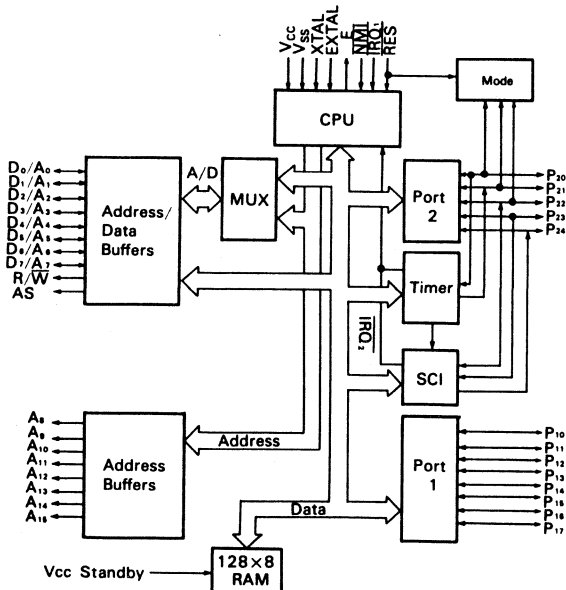 Vcc
Vss
XTAL
EXTAL
E
NMI
IRQ₁
RES
Mode
CPU
D₀/A₀
D₁/A₁
D₂/A₂
D₃/A₃
D₄/A₄
D₅/A₅
D₆/A₆
D₇/A₇
R/W
AS
Address/
Data
Buffers
A/D
MUX
Port
2
P₂₀
P₂₁
P₂₂
P₂₃
P₂₄
Timer
IRQ₂
SCI
A₈
A₉
A₁₀
A₁₁
A₁₂
A₁₃
A₁₄
A₁₅
Address
Buffers
Address
Port
1
P₁₀
P₁₁
P₁₂
P₁₃
P₁₄
P₁₅
P₁₆
P₁₇
Data
Vcc Standby
128×8
RAM